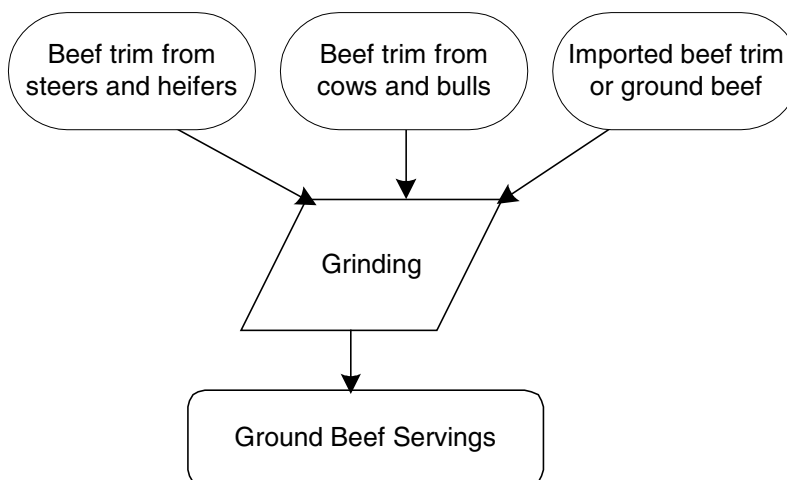 Beef trim from
steers and heifers
Beef trim from
cows and bulls
Imported beef trim
or ground beef
Grinding
Ground Beef Servings